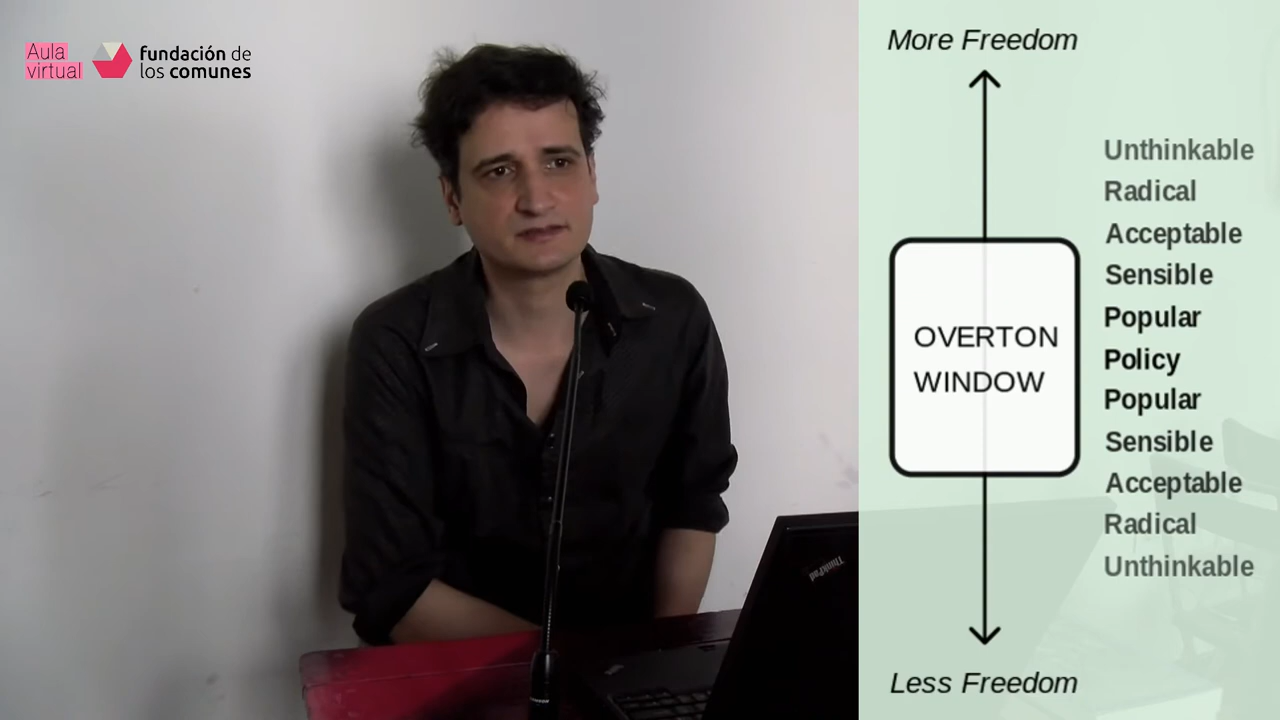 Aula
virtual
fundación de
los comunes
ThinkPad
More Freedom
Unthinkable
Radical
Acceptable
Sensible
Popular
OVERTON
WINDOW
Policy
Popular
Sensible
Acceptable
Radical
Unthinkable
Less Freedom